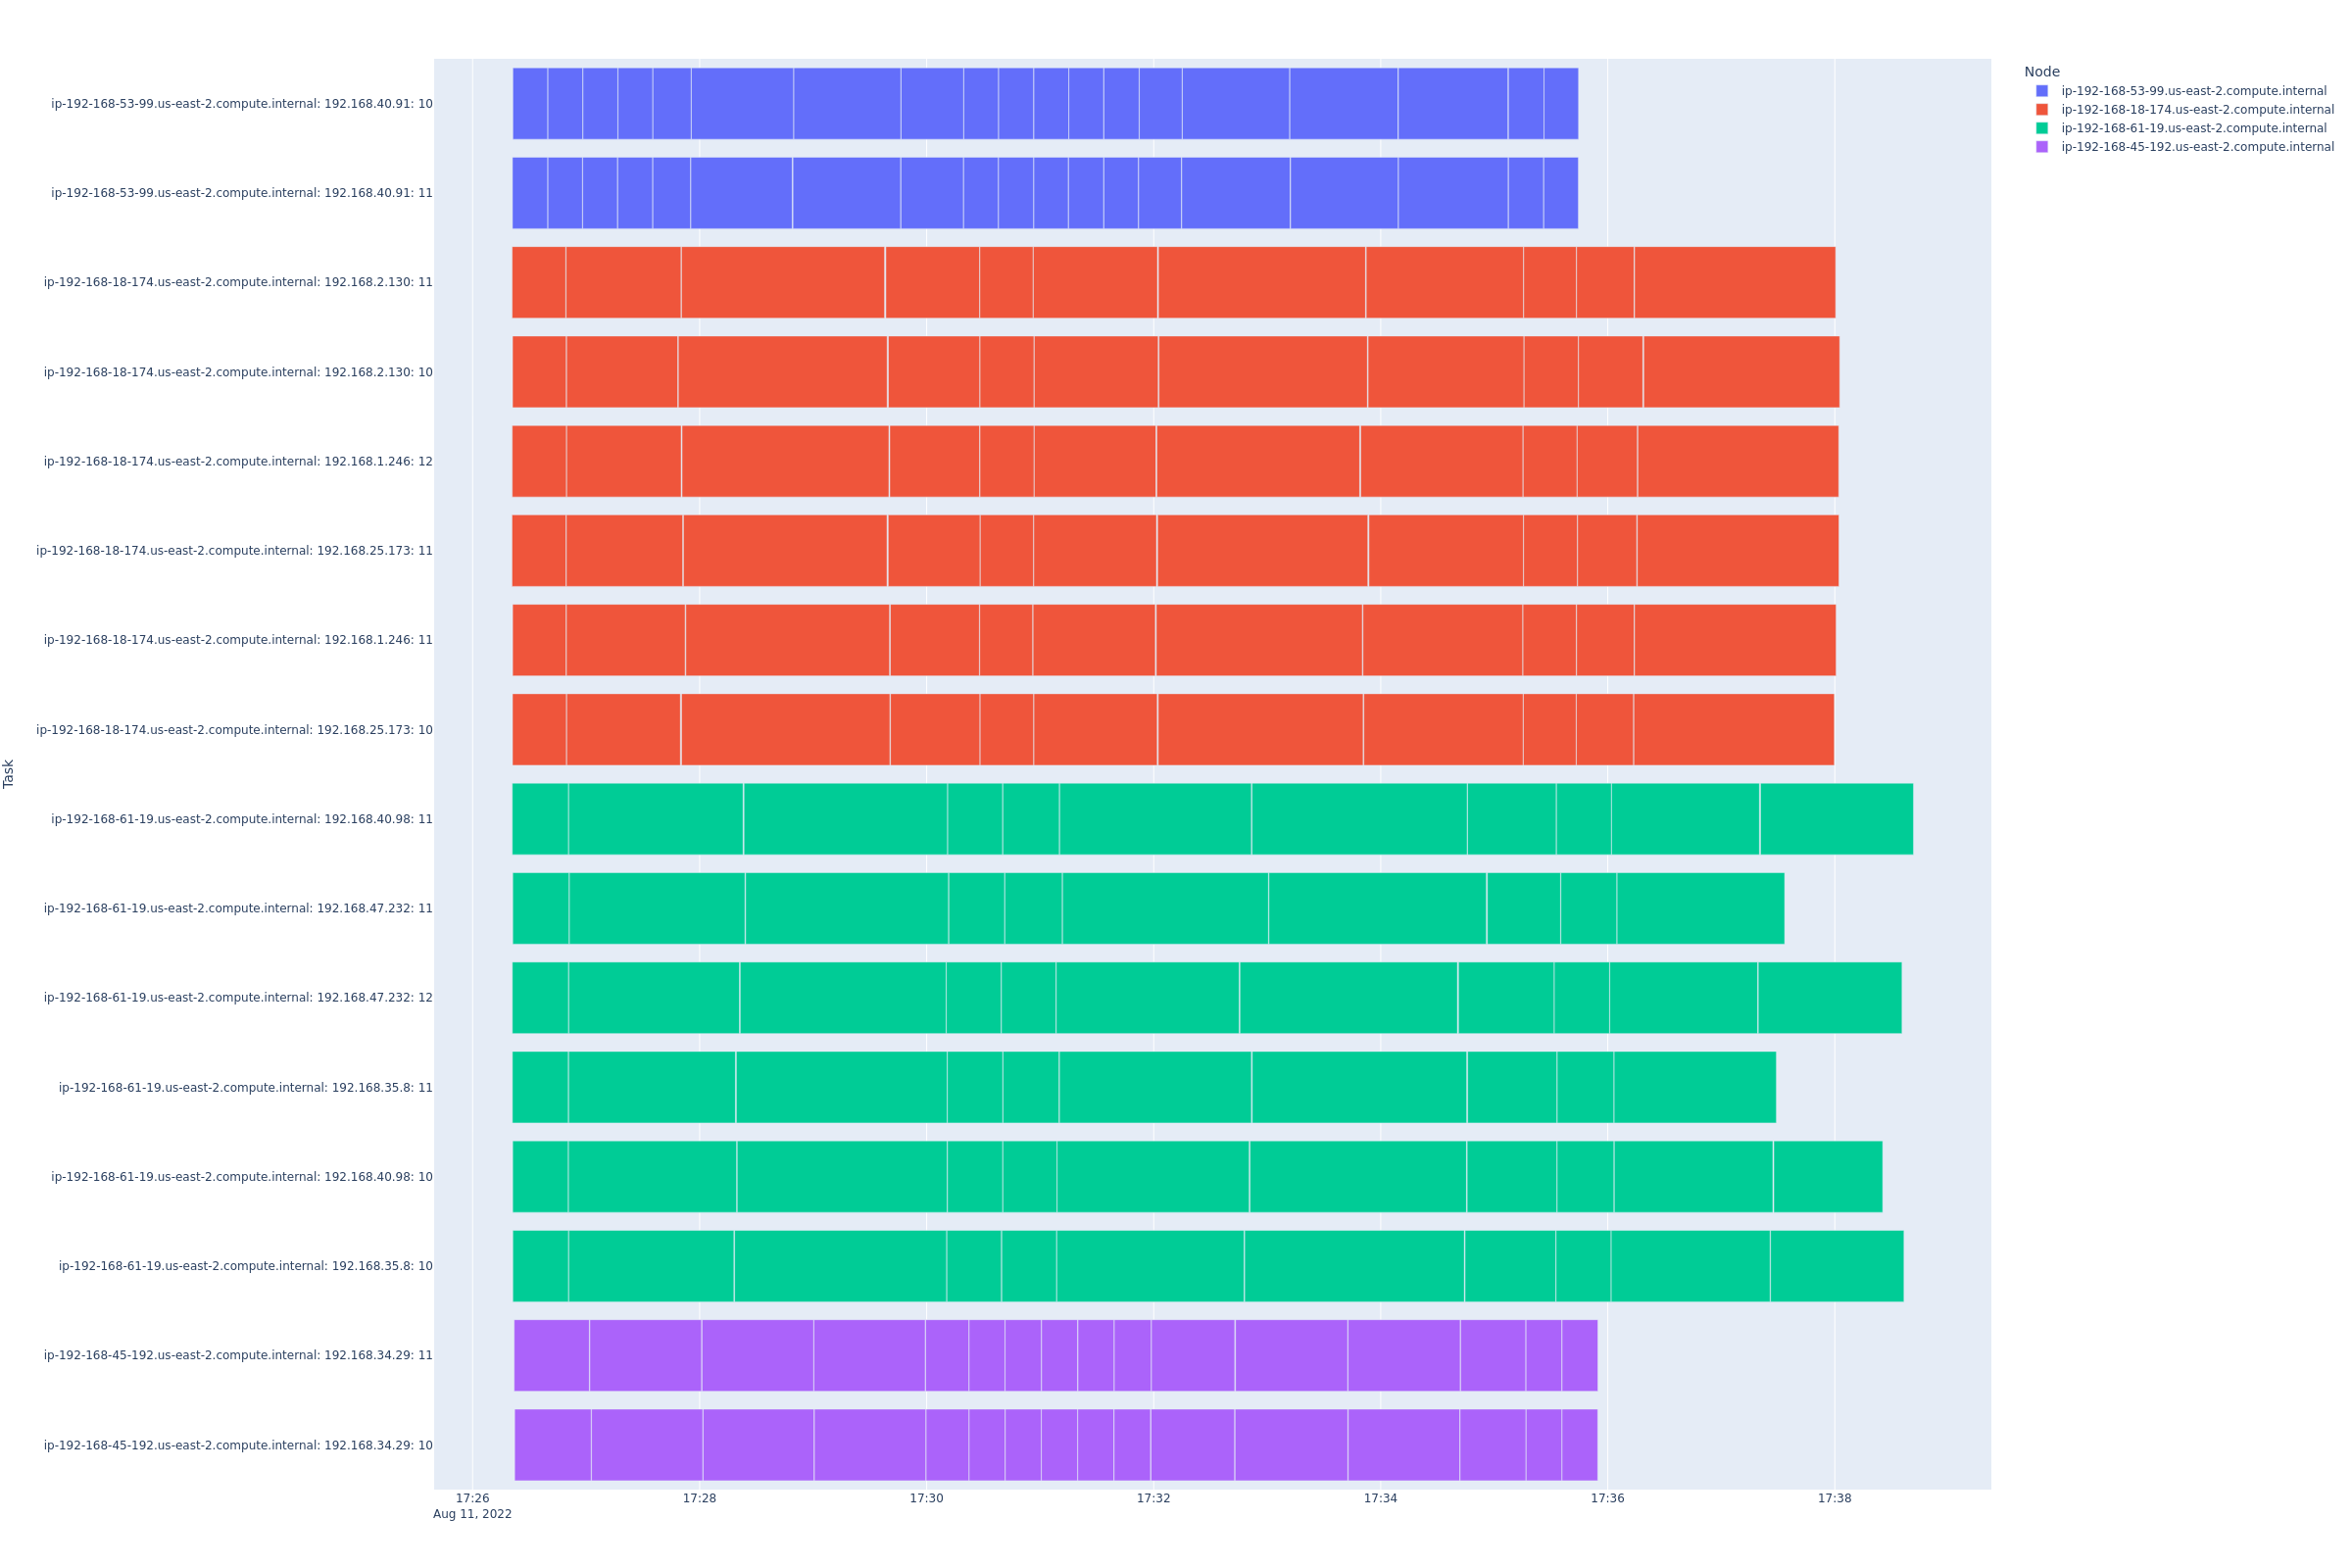 Node
ip-192-168-53-99.us-east-2.compute.internal
ip-192-168-18-174.us-east-2.compute.internal
ip-192-168-61-19.us-east-2.compute.internal
ip-192-168-45-192.us-east-2.compute.internal
Task
ip-192-168-53-99.us-east-2.compute.internal: 192.168.40.91: 10
ip-192-168-53-99.us-east-2.compute.internal: 192.168.40.91: 11
ip-192-168-18-174.us-east-2.compute.internal: 192.168.2.130: 11
ip-192-168-18-174.us-east-2.compute.internal: 192.168.2.130: 10
ip-192-168-18-174.us-east-2.compute.internal: 192.168.1.246: 12
ip-192-168-18-174.us-east-2.compute.internal: 192.168.25.173: 11
ip-192-168-18-174.us-east-2.compute.internal: 192.168.1.246: 11
ip-192-168-18-174.us-east-2.compute.internal: 192.168.25.173: 10
ip-192-168-61-19.us-east-2.compute.internal: 192.168.40.98: 11
ip-192-168-61-19.us-east-2.compute.internal: 192.168.47.232: 11
ip-192-168-61-19.us-east-2.compute.internal: 192.168.47.232: 12
ip-192-168-61-19.us-east-2.compute.internal: 192.168.35.8: 11
ip-192-168-61-19.us-east-2.compute.internal: 192.168.40.98: 10
ip-192-168-61-19.us-east-2.compute.internal: 192.168.35.8: 10
ip-192-168-45-192.us-east-2.compute.internal: 192.168.34.29: 11
ip-192-168-45-192.us-east-2.compute.internal: 192.168.34.29: 10
17:26 17:28 17:30 17:32 17:34 17:36 17:38
Aug 11, 2022